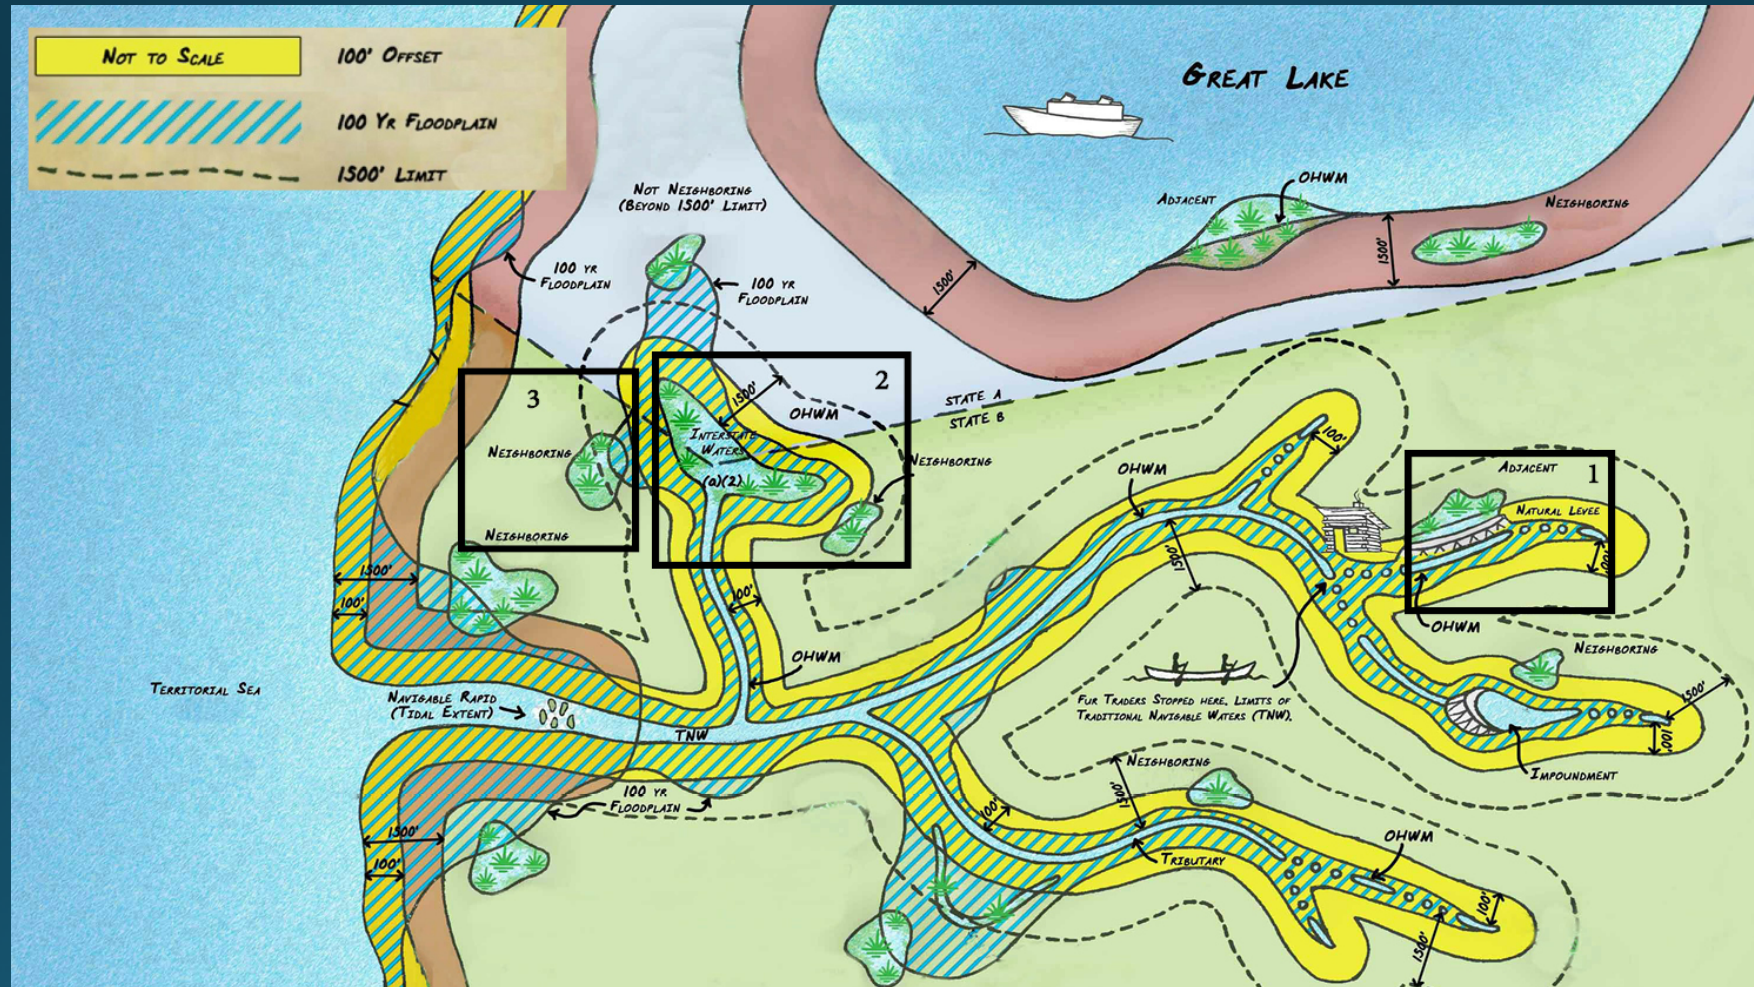 Not to Scale
100' Offset
100 Yr Floodplain
1500' Limit
Great Lake
Not Neighboring
(Beyond 1500' Limit)
Adjacent
OHWM
Neighboring
1500'
1500'
100 yr
Floodplain
100 yr
Floodplain
State A
State B
3
2
1500'
OHWM
Interstate
Waters
(a)(2)
Neighboring
Neighboring
Neighboring
OHWM
100'
Adjacent
1
Natural Levee
100'
1500'
1500'
100'
100'
OHWM
OHWM
Neighboring
1500'
100'
Impoundment
Fur Traders Stopped here. Limits of
Traditional Navigable Waters (TNW).
Territorial Sea
Navigable Rapid
(Tidal Extent)
TNW
100 yr
Floodplain
Neighboring
1500'
100'
1500'
100'
Tributary
OHWM
100'
1500'